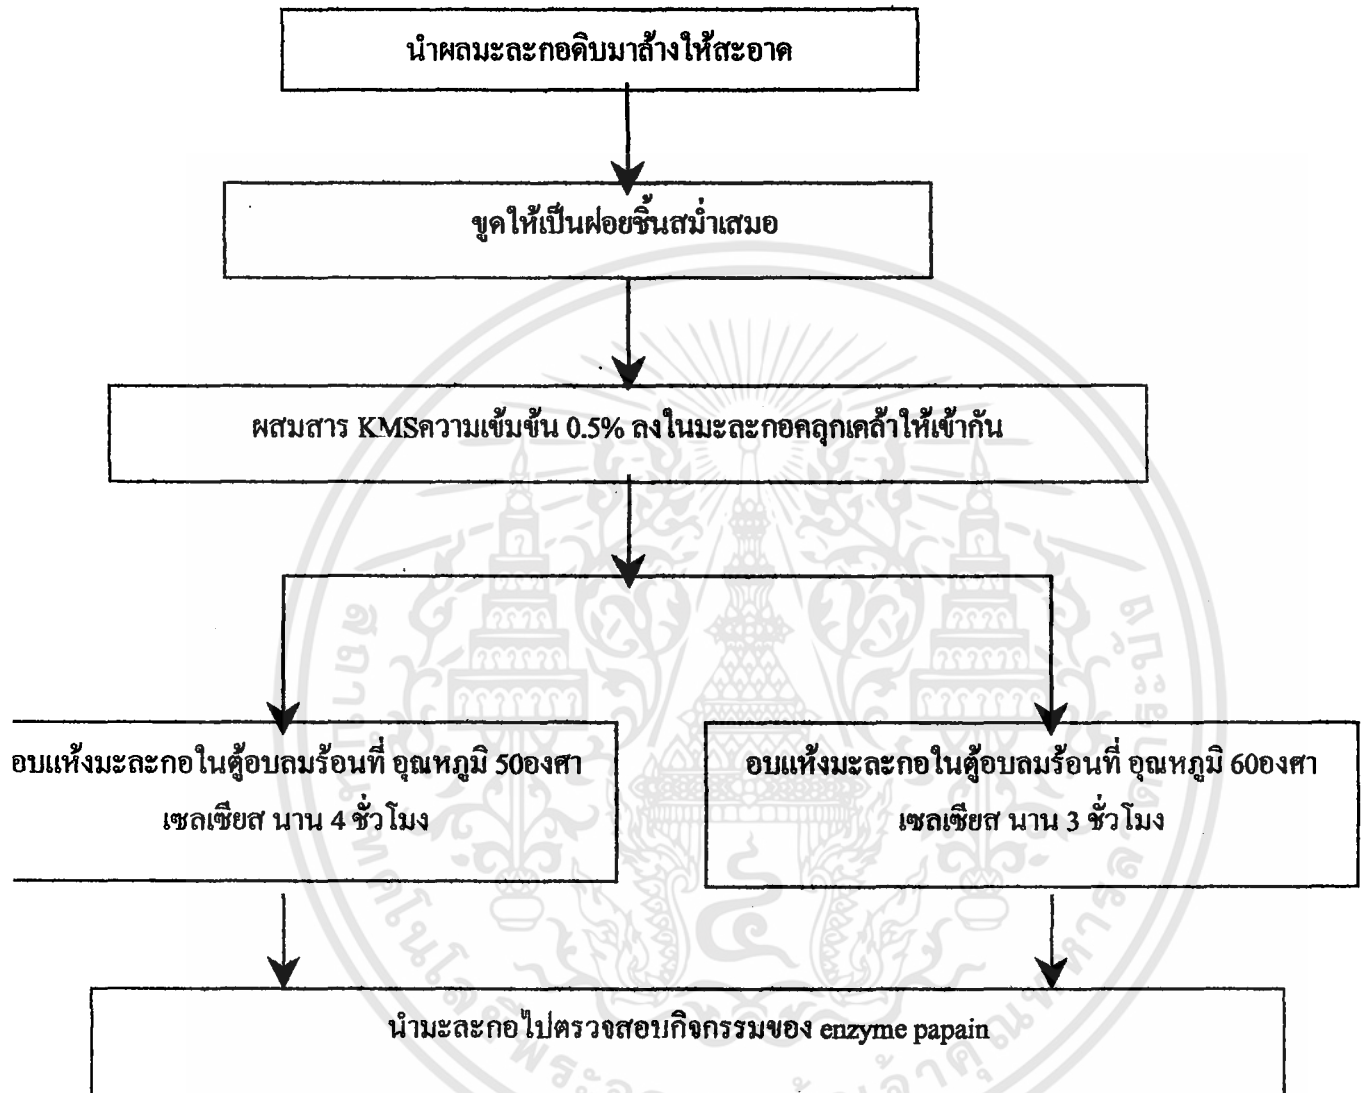 นำผลมะละกอดิบมาล้างให้สะอาด
ขูดให้เป็นฝอยชิ้นสม่ำเสมอ
ผสมสาร KMSความเข้มข้น 0.5% ลงในมะละกอคลุกเคล้าให้เข้ากัน
อบแห้งมะละกอในตู้อบลมร้อนที่ อุณหภูมิ 50องศา
เซลเซียส นาน 4 ชั่วโมง
อบแห้งมะละกอในตู้อบลมร้อนที่ อุณหภูมิ 60องศา
เซลเซียส นาน 3 ชั่วโมง
นำมะละกอไปตรวจสอบกิจกรรมของ enzyme papain